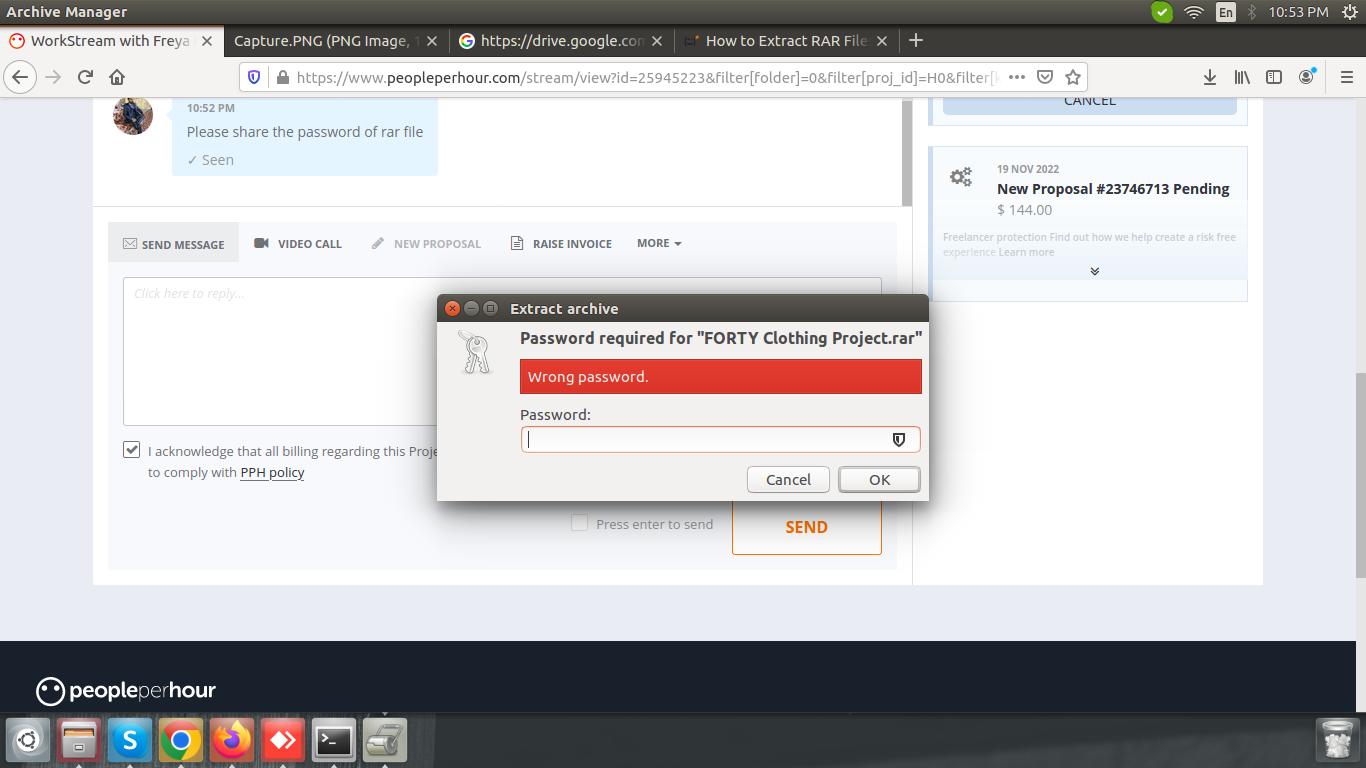 Archive Manager
En
10:53 PM
WorkStream with Freya
Capture.PNG (PNG Image, 1
https://drive.google.com
How to Extract RAR File
https://www.peopleperhour.com/stream/view?id=25945223&filter[folder]=0&filter[proj_id]=H0&filter[
10:52 PM
Please share the password of rar file
✓ Seen
CANCEL
19 NOV 2022
New Proposal #23746713 Pending
$ 144.00
Freelancer protection Find out how we help create a risk free
experience Learn more
SEND MESSAGE
VIDEO CALL
NEW PROPOSAL
RAISE INVOICE
MORE
Click here to reply...
Extract archive
Password required for "FORTY Clothing Project.rar"
Wrong password.
Password:
Cancel
OK
I acknowledge that all billing regarding this Proje
to comply with PPH policy
Press enter to send
SEND
peopleperhour